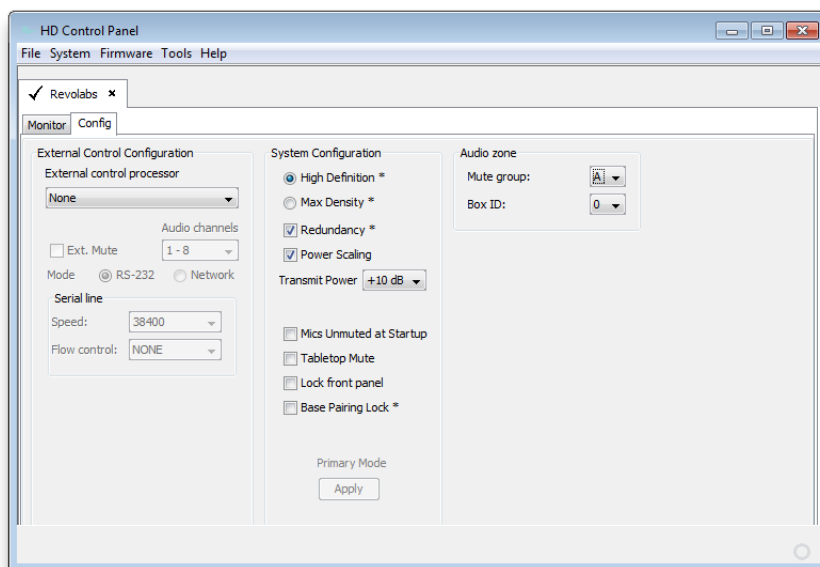 HD Control Panel
File System Firmware Tools Help
Revolabs
Monitor Config
External Control Configuration
External control processor
None
Audio channels
Ext. Mute 1 - 8
Mode RS-232 Network
Serial line
Speed: 38400
Flow control: NONE
System Configuration
High Definition *
Max Density *
Redundancy *
Power Scaling
Transmit Power +10 dB
Mics Unmuted at Startup
Tabletop Mute
Lock front panel
Base Pairing Lock *
Primary Mode
Apply
Audio zone
Mute group: A
Box ID: 0